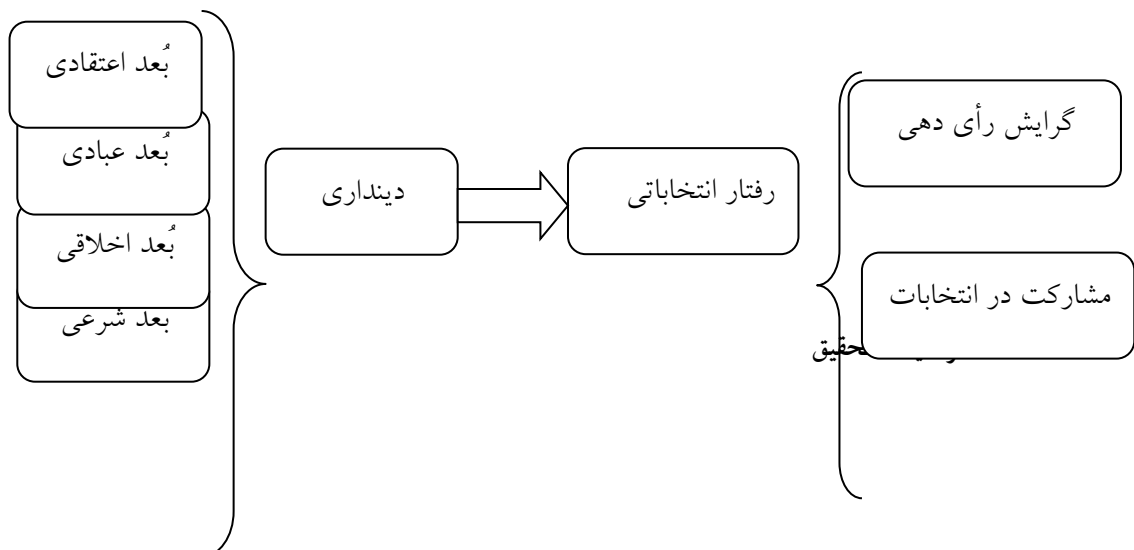 بُعد اعتقادی
بُعد عبادی
بُعد اخلاقی
بعد شرعی
دینداری
رفتار انتخاباتی
گرایش رأی دهی
مشارکت در انتخابات